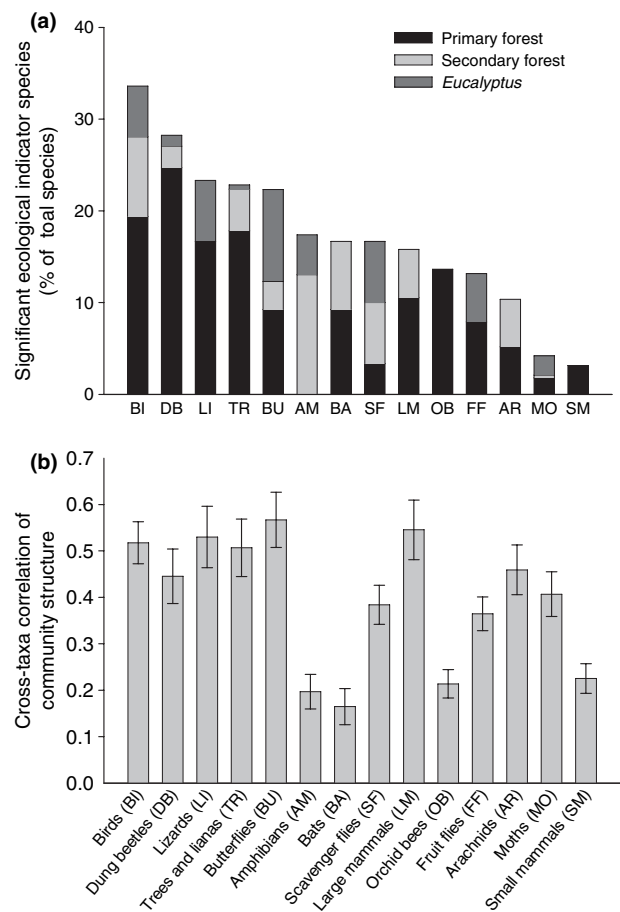 (a)
40
30
20
10
0
Significant ecological indicator species
(% of toal species)
Primary forest
Secondary forest
Eucalyptus
BI DB LI TR BU AM BA SF LM OB FF AR MO SM
(b)
0.7
0.6
0.5
0.4
0.3
0.2
0.1
0.0
Cross-taxa correlation of
community structure
Birds (BI)
Dung beetles (DB)
Lizards (LI)
Trees and lianas (TR)
Butterflies (BU)
Amphibians (AM)
Bats (BA)
Scavenger flies (SF)
Large mammals (LM)
Orchid bees (OB)
Fruit flies (FF)
Arachnids (AR)
Moths (MO)
Small mammals (SM)